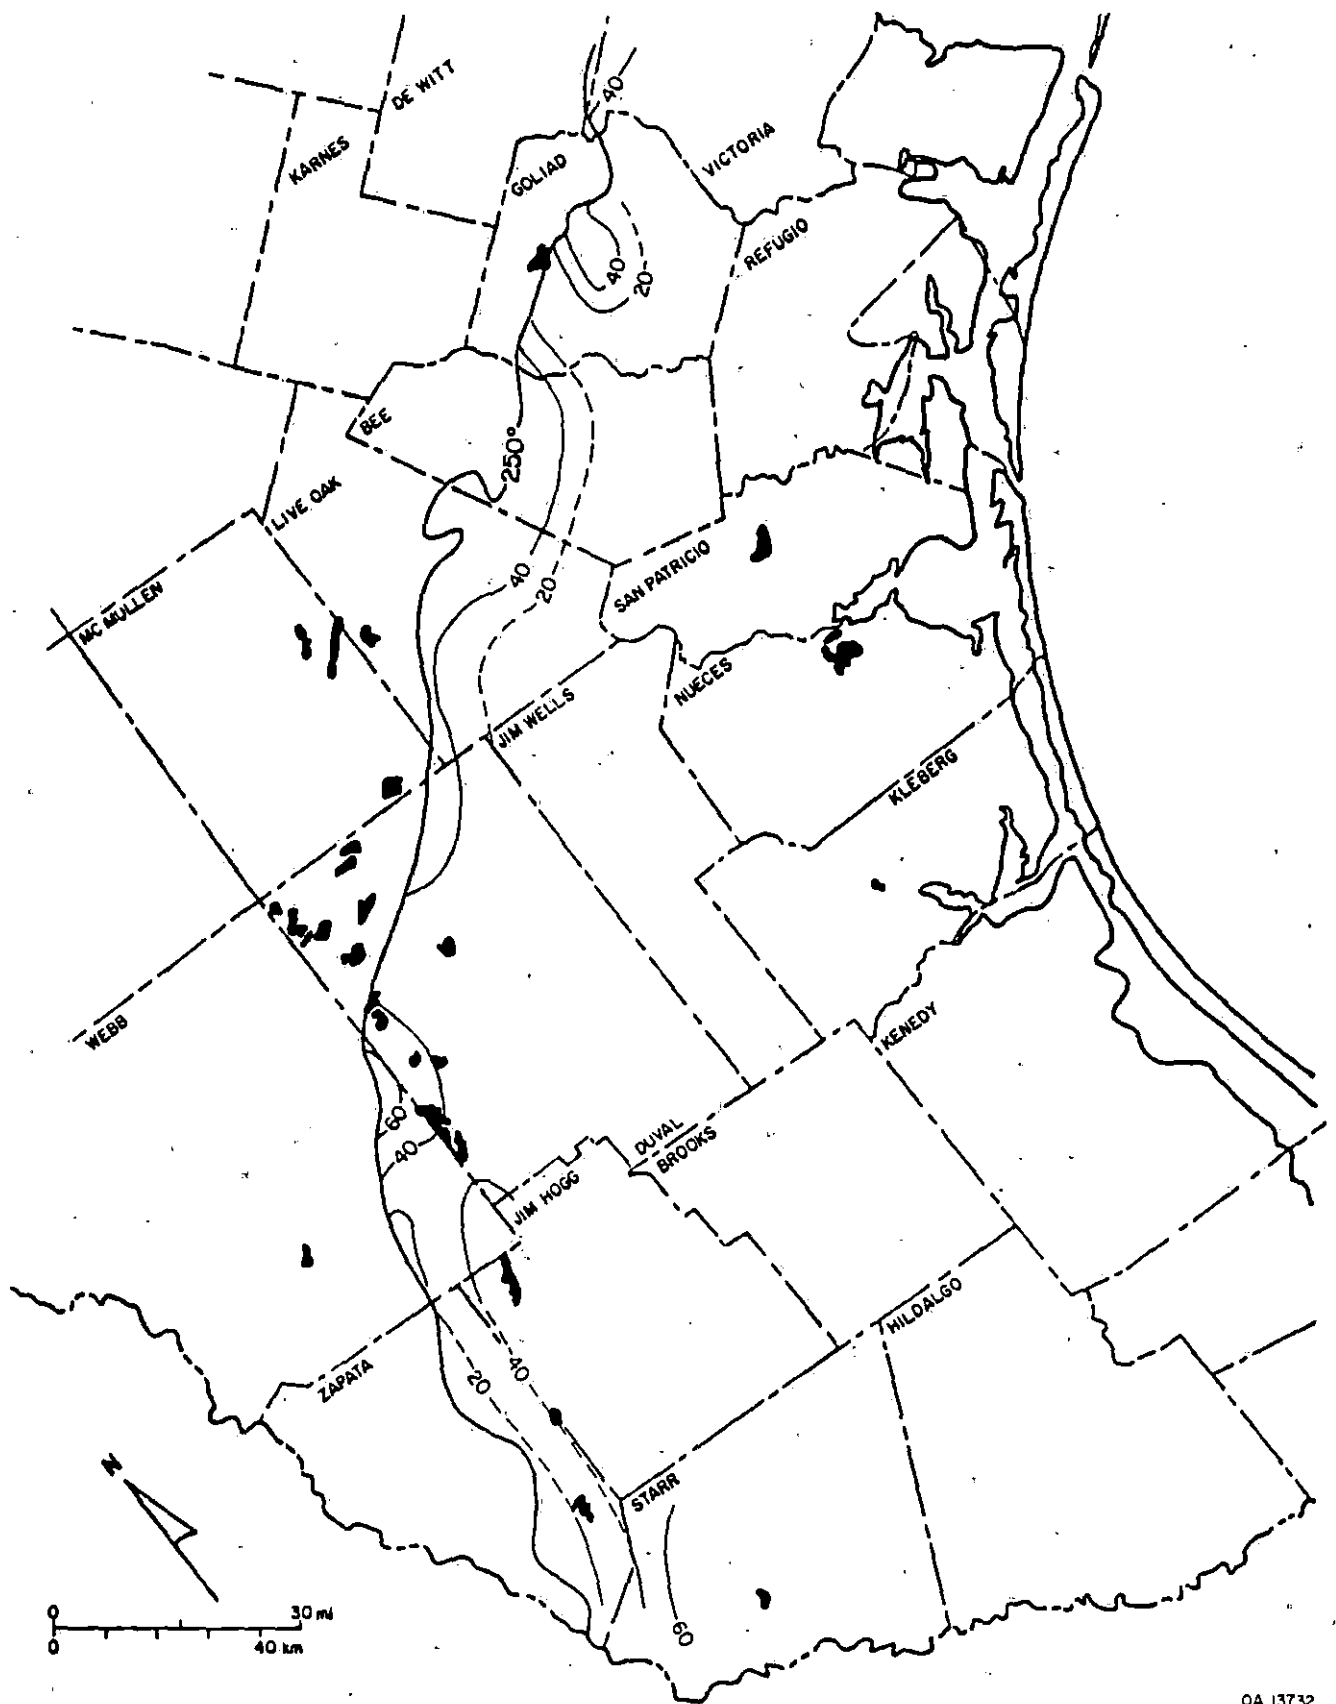 DE WITT
40
KARNES
VICTORIA
GOLIAD
REFUGIO
40
20
BEE
250°
LIVE OAK
40
20
SAN PATRICIO
MC MULLEN
NUECES
JIM WELLS
KLEBERG
WEBB
KENEDY
60
DUVAL
BROOKS
40
JIM HOGG
HILDALGO
ZAPATA
40
20
N
STARR
60
0 30 mi
0 40 km
QA 13732